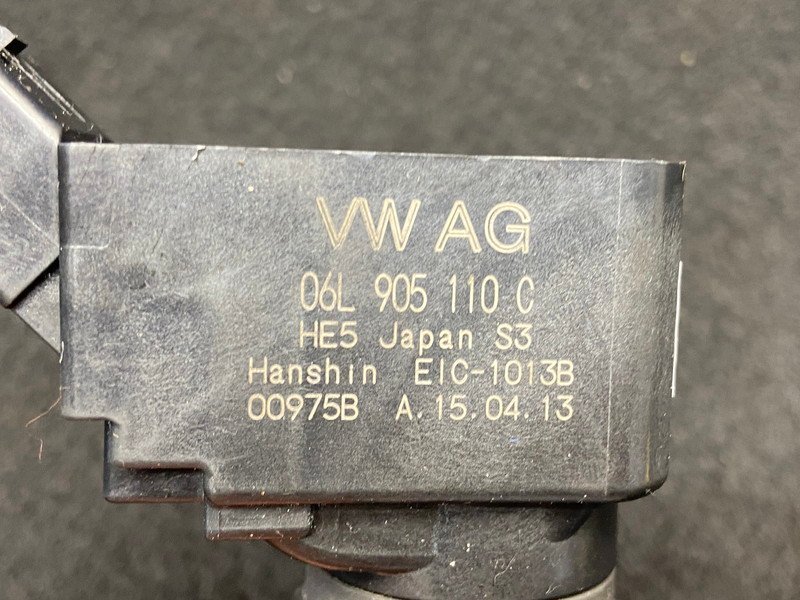 VW AG
06L 905 110 C
HE5 Japan S3
Hanshin EIC-1013B
00975B A.15.04.13